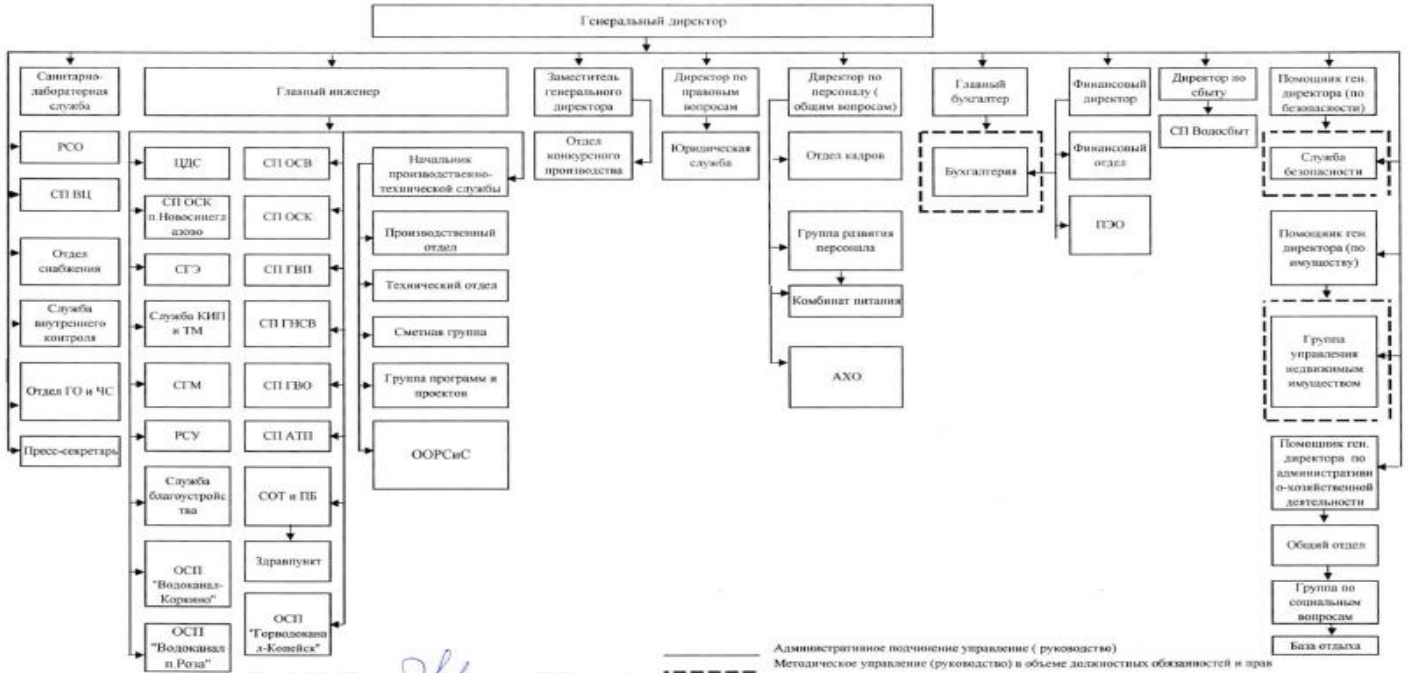 Генеральный директор
Санитарно-
лабораторная
служба
Главный инженер
Заместитель
генерального
директора
Директор по
правовым
вопросам
Директор по
персоналу (
общим вопросам)
Главный
бухгалтер
Финансовый
директор
Директор по
сбыту
Помощник ген.
директора (по
безопасности)
РСО
СП ВЦ
Отдел
снабжения
Служба
внутреннего
контроля
Отдел ГО и ЧС
Пресс-секретарь
ЦДС
СП ОСК
п.Новосинегл
азово
СГЭ
Служба КИП
и ТМ
СГМ
РСУ
Служба
благоустройс
тва
ОСП
"Водоканал-
Коркино"
ОСП
"Водоканал
п.Роза"
СП ОСВ
СП ОСК
СП ГВП
СП ГНСВ
СП ГВО
СП АТП
СОТ и ПБ
Здравпункт
ОСП
"Горводокана
л-Копейск"
Начальник
производственно-
технической службы
Производственный
отдел
Технический отдел
Сметная группа
Группа программ и
проектов
ООРСиС
Отдел
конкурсного
производства
Юридическая
служба
Отдел кадров
Группа развития
персонала
Комбинат питания
АХО
Бухгалтерия
Финансовый
отдел
ПЭО
СП Водосбыт
Служба
безопасности
Помощник ген.
директора (по
имуществу)
Группа
управления
недвижимым
имуществом
Помощник ген.
директора по
административн
о-хозяйственной
деятельности
Общий отдел
Группа по
социальным
вопросам
База отдыха
Административное подчинение управление ( руководство)
Методическое управление (руководство) в объеме должностных обязанностей и прав